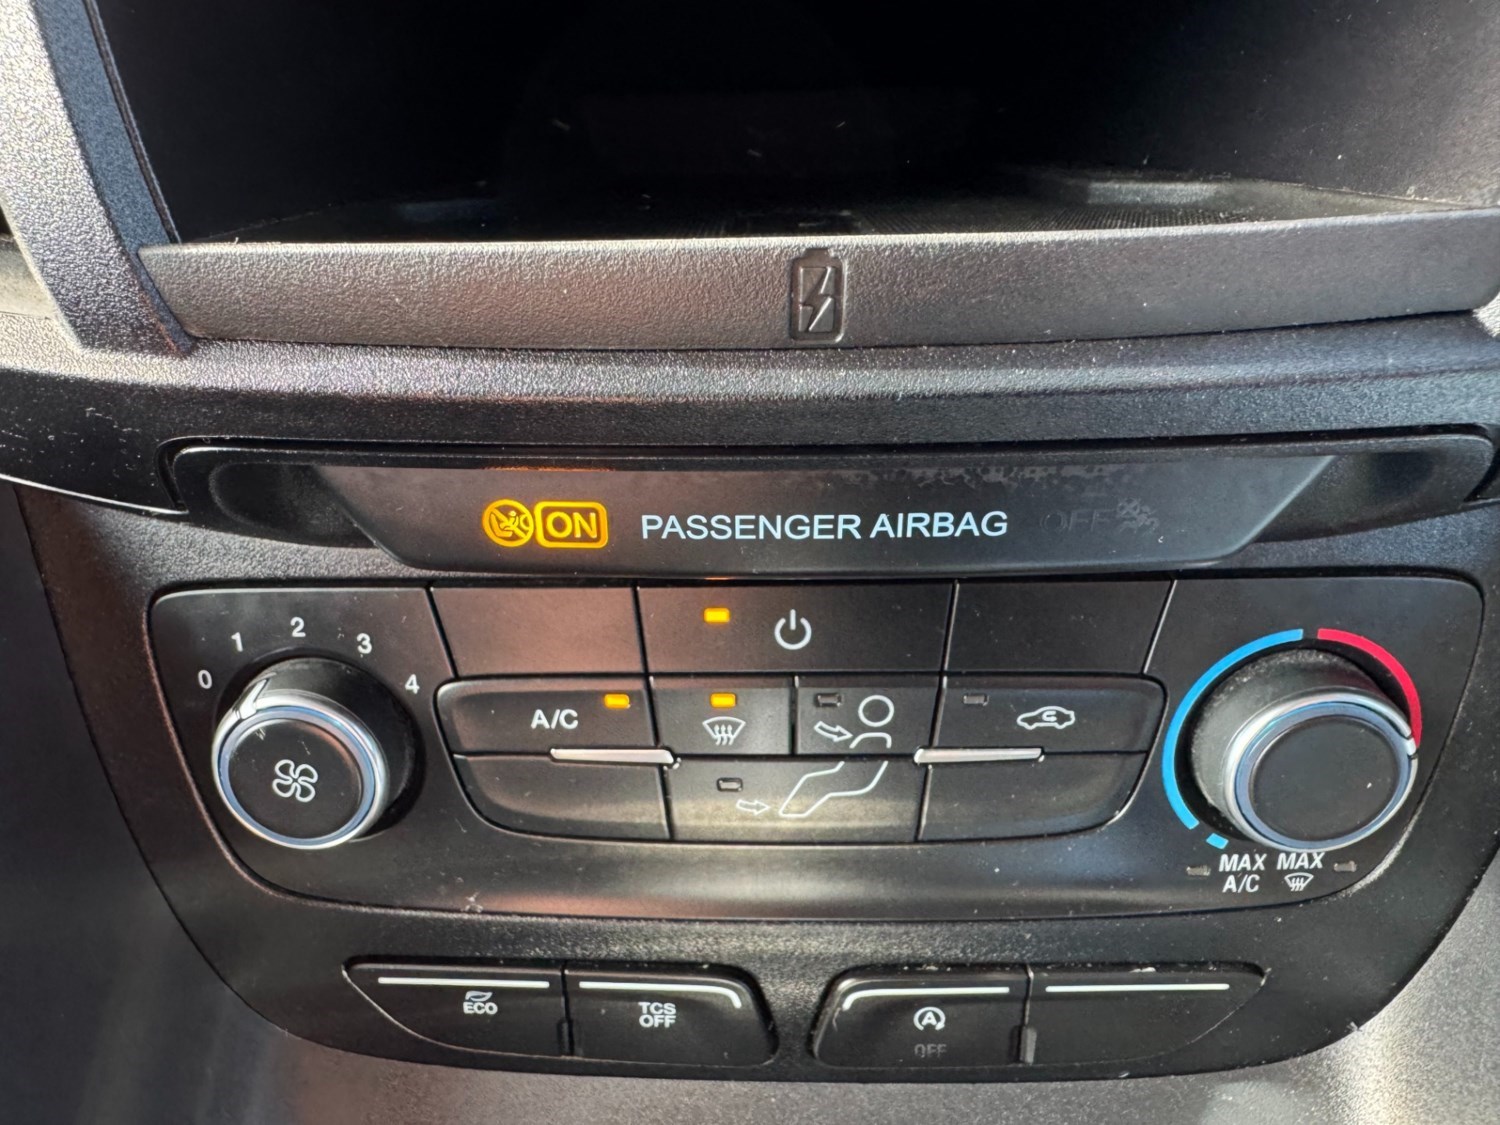 ON PASSENGER AIRBAG OFF
0 1 2 3 4
A/C
MAX A/C
MAX
ECO
TCS OFF
A
OFF